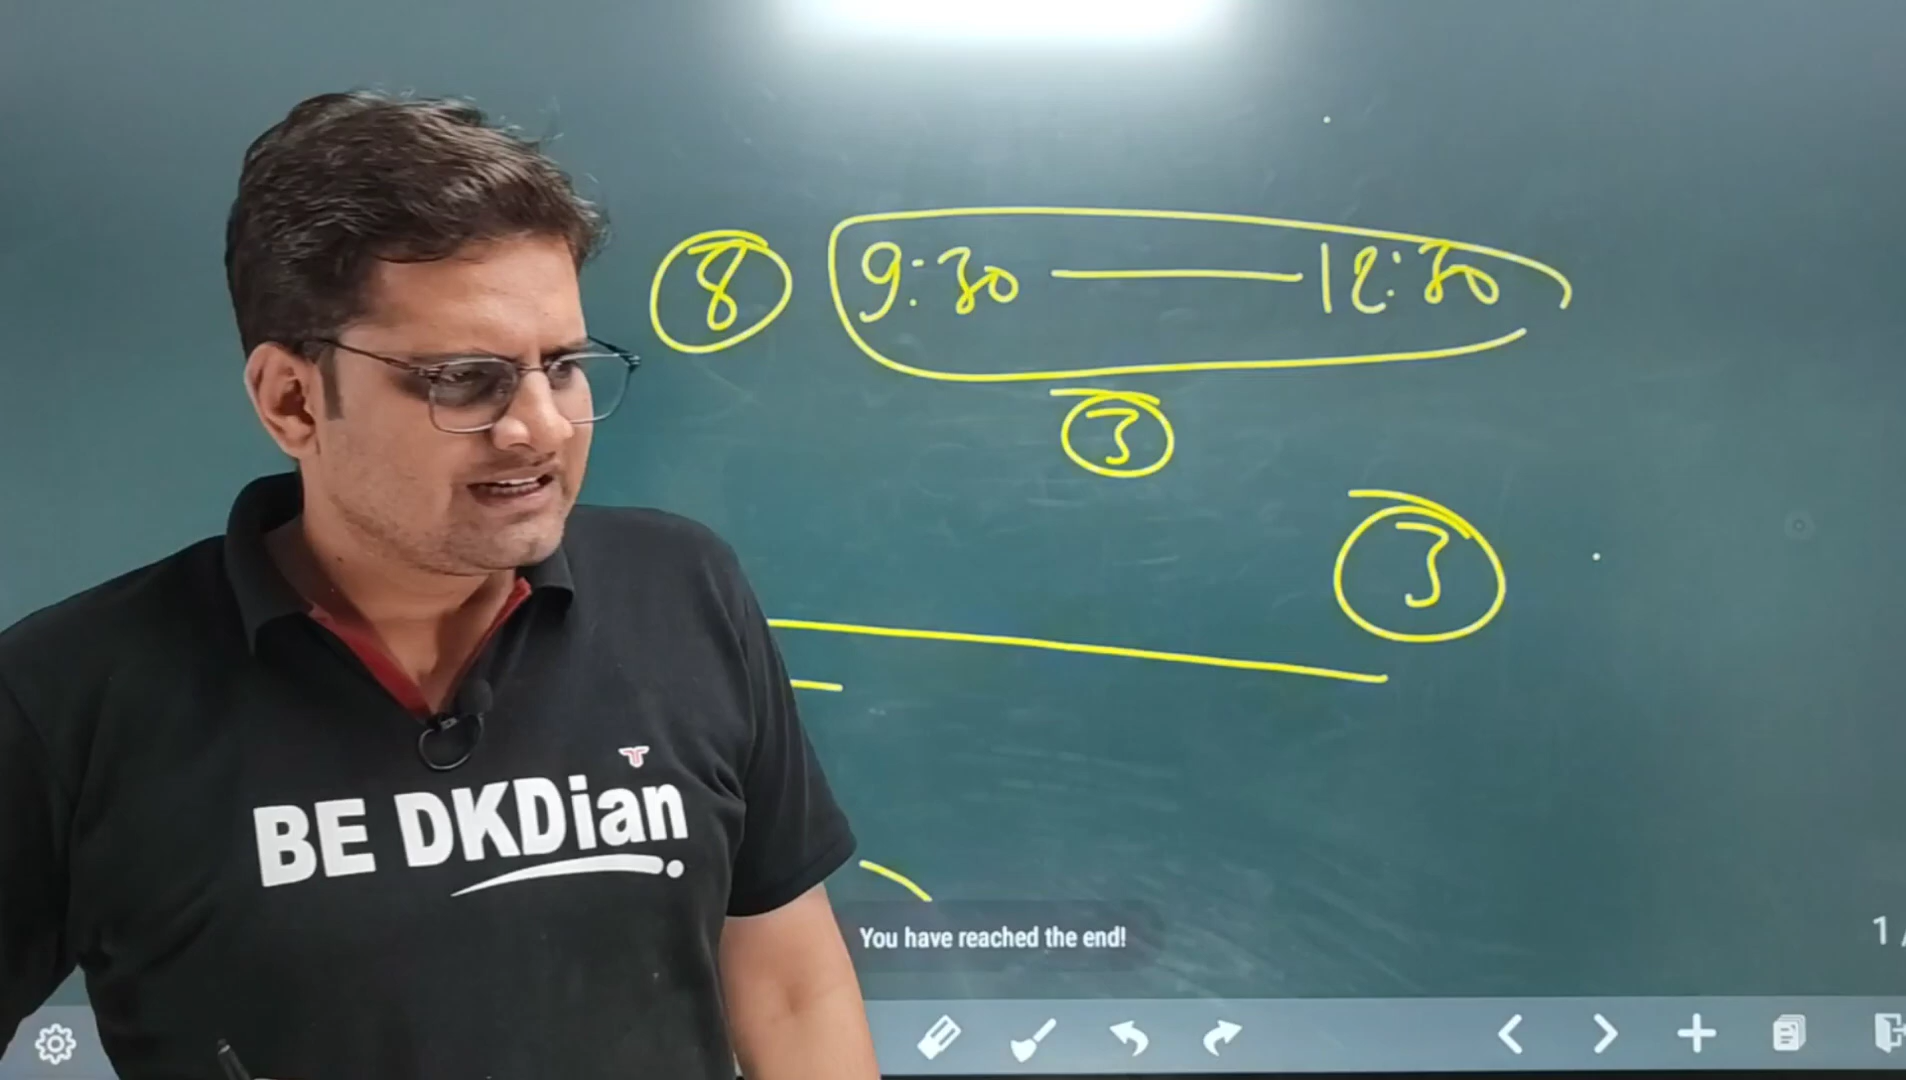 8 9:30 — 12:30
3
3
BE DKDian
You have reached the end!
1 /